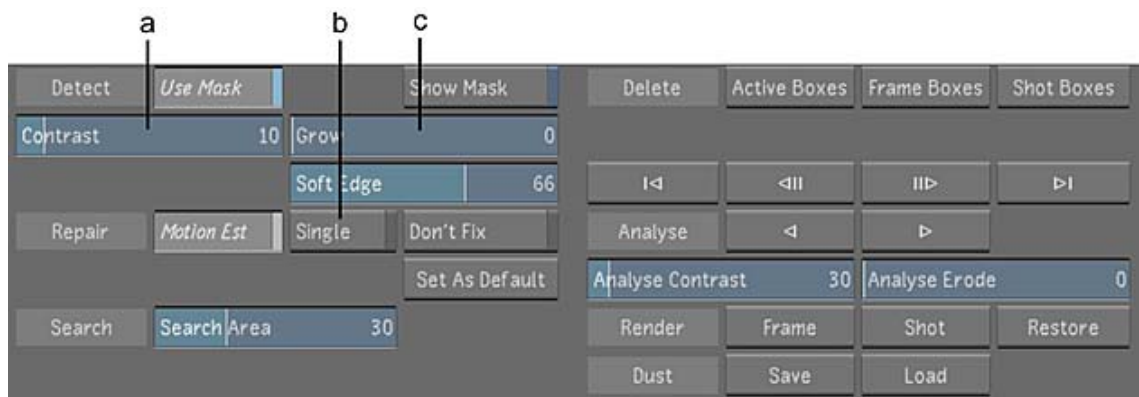 a b c
Detect Use Mask Show Mask Delete Active Boxes Frame Boxes Shot Boxes
Contrast 10 Grow 0
Soft Edge 66
Repair Motion Est Single Don't Fix Analyse
Set As Default Analyse Contrast 30 Analyse Erode 0
Search Search Area 30 Render Frame Shot Restore
Dust Save Load